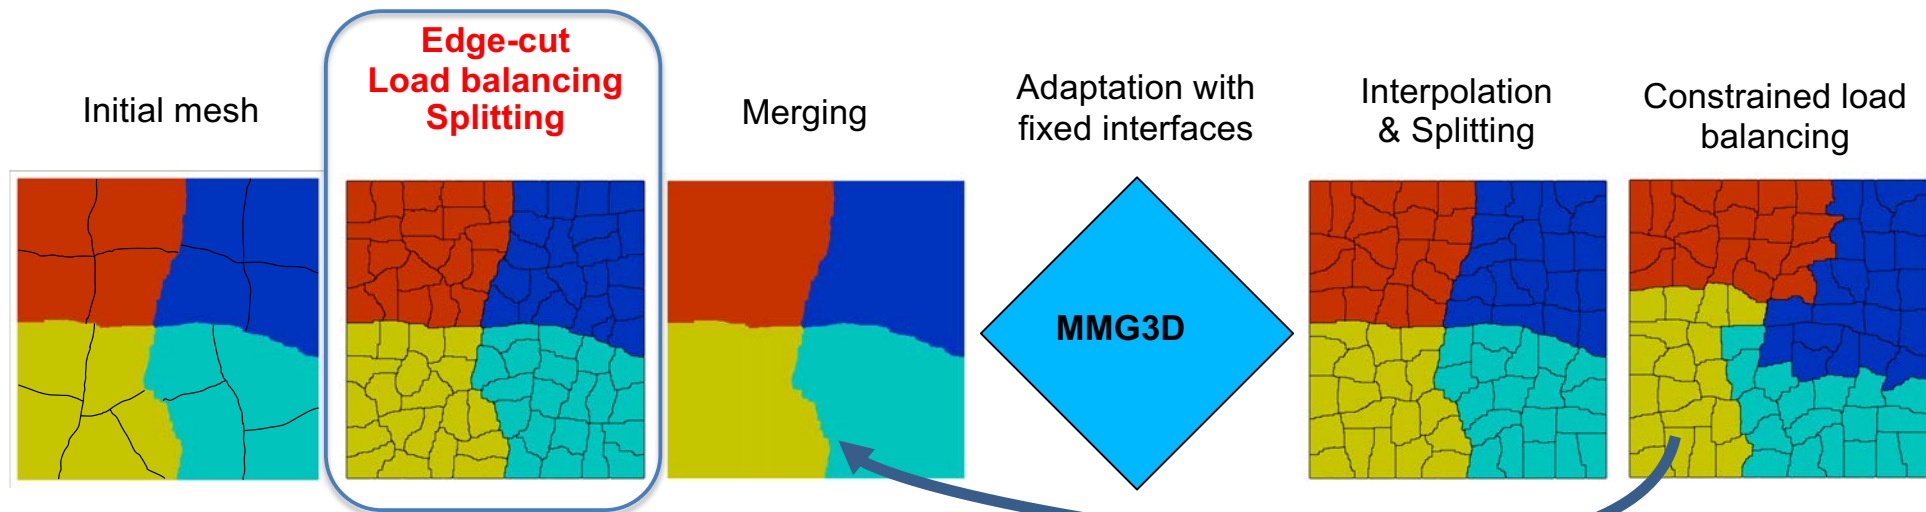 Initial mesh
Edge-cut
Load balancing
Splitting
Merging
Adaptation with
fixed interfaces
MMG3D
Interpolation
& Splitting
Constrained load
balancing